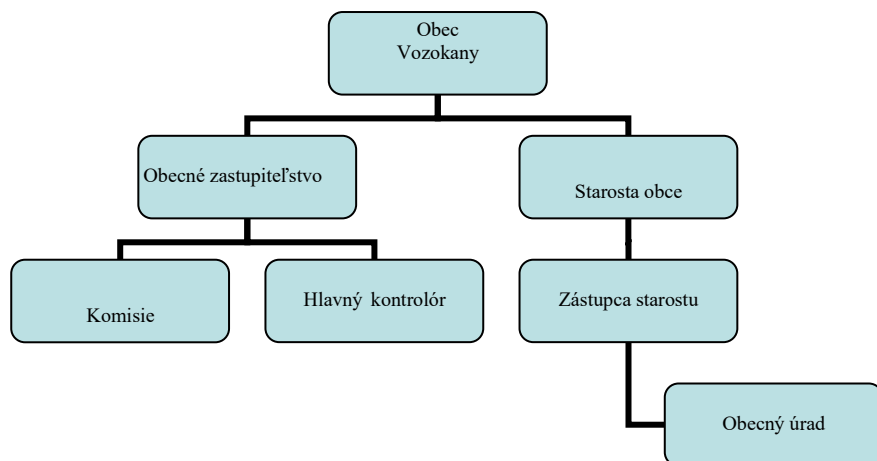 Obec
Vozokany
Obecné zastupiteľstvo
Starosta obce
Komisie
Hlavný kontrolór
Zástupca starostu
Obecný úrad